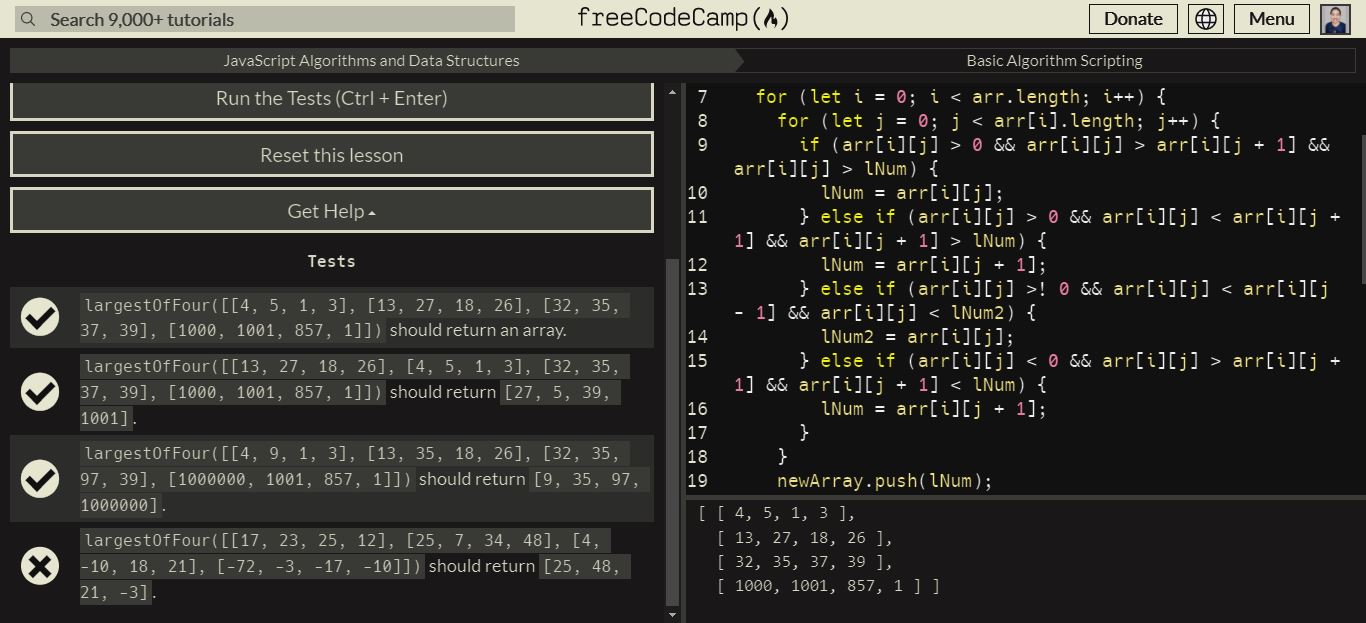 Search 9,000+ tutorials
freeCodeCamp
Donate
Menu
JavaScript Algorithms and Data Structures
Basic Algorithm Scripting
Run the Tests (Ctrl + Enter)
Reset this lesson
Get Help
Tests
largestOfFour([[4, 5, 1, 3], [13, 27, 18, 26], [32, 35,
37, 39], [1000, 1001, 857, 1]]) should return an array.
largestOfFour([[13, 27, 18, 26], [4, 5, 1, 3], [32, 35,
37, 39], [1000, 1001, 857, 1]]) should return [27, 5, 39,
1001].
largestOfFour([[4, 9, 1, 3], [13, 35, 18, 26], [32, 35,
97, 39], [1000000, 1001, 857, 1]]) should return [9, 35, 97,
1000000].
largestOfFour([[17, 23, 25, 12], [25, 7, 34, 48], [4,
-10, 18, 21], [-72, -3, -17, -10]]) should return [25, 48,
21, -3].
7 for (let i = 0; i < arr.length; i++) {
8 for (let j = 0; j < arr[i].length; j++) {
9 if (arr[i][j] > 0 && arr[i][j] > arr[i][j + 1] &&
arr[i][j] > lNum) {
10 lNum = arr[i][j];
11 } else if (arr[i][j] > 0 && arr[i][j] < arr[i][j +
1] && arr[i][j + 1] > lNum) {
12 lNum = arr[i][j + 1];
13 } else if (arr[i][j] >! 0 && arr[i][j] < arr[i][j
- 1] && arr[i][j] < lNum2) {
14 lNum2 = arr[i][j];
15 } else if (arr[i][j] < 0 && arr[i][j] > arr[i][j +
1] && arr[i][j + 1] < lNum) {
16 lNum = arr[i][j + 1];
17 }
18 }
19 newArray.push(lNum);
[ [ 4, 5, 1, 3 ],
[ 13, 27, 18, 26 ],
[ 32, 35, 37, 39 ],
[ 1000, 1001, 857, 1 ] ]